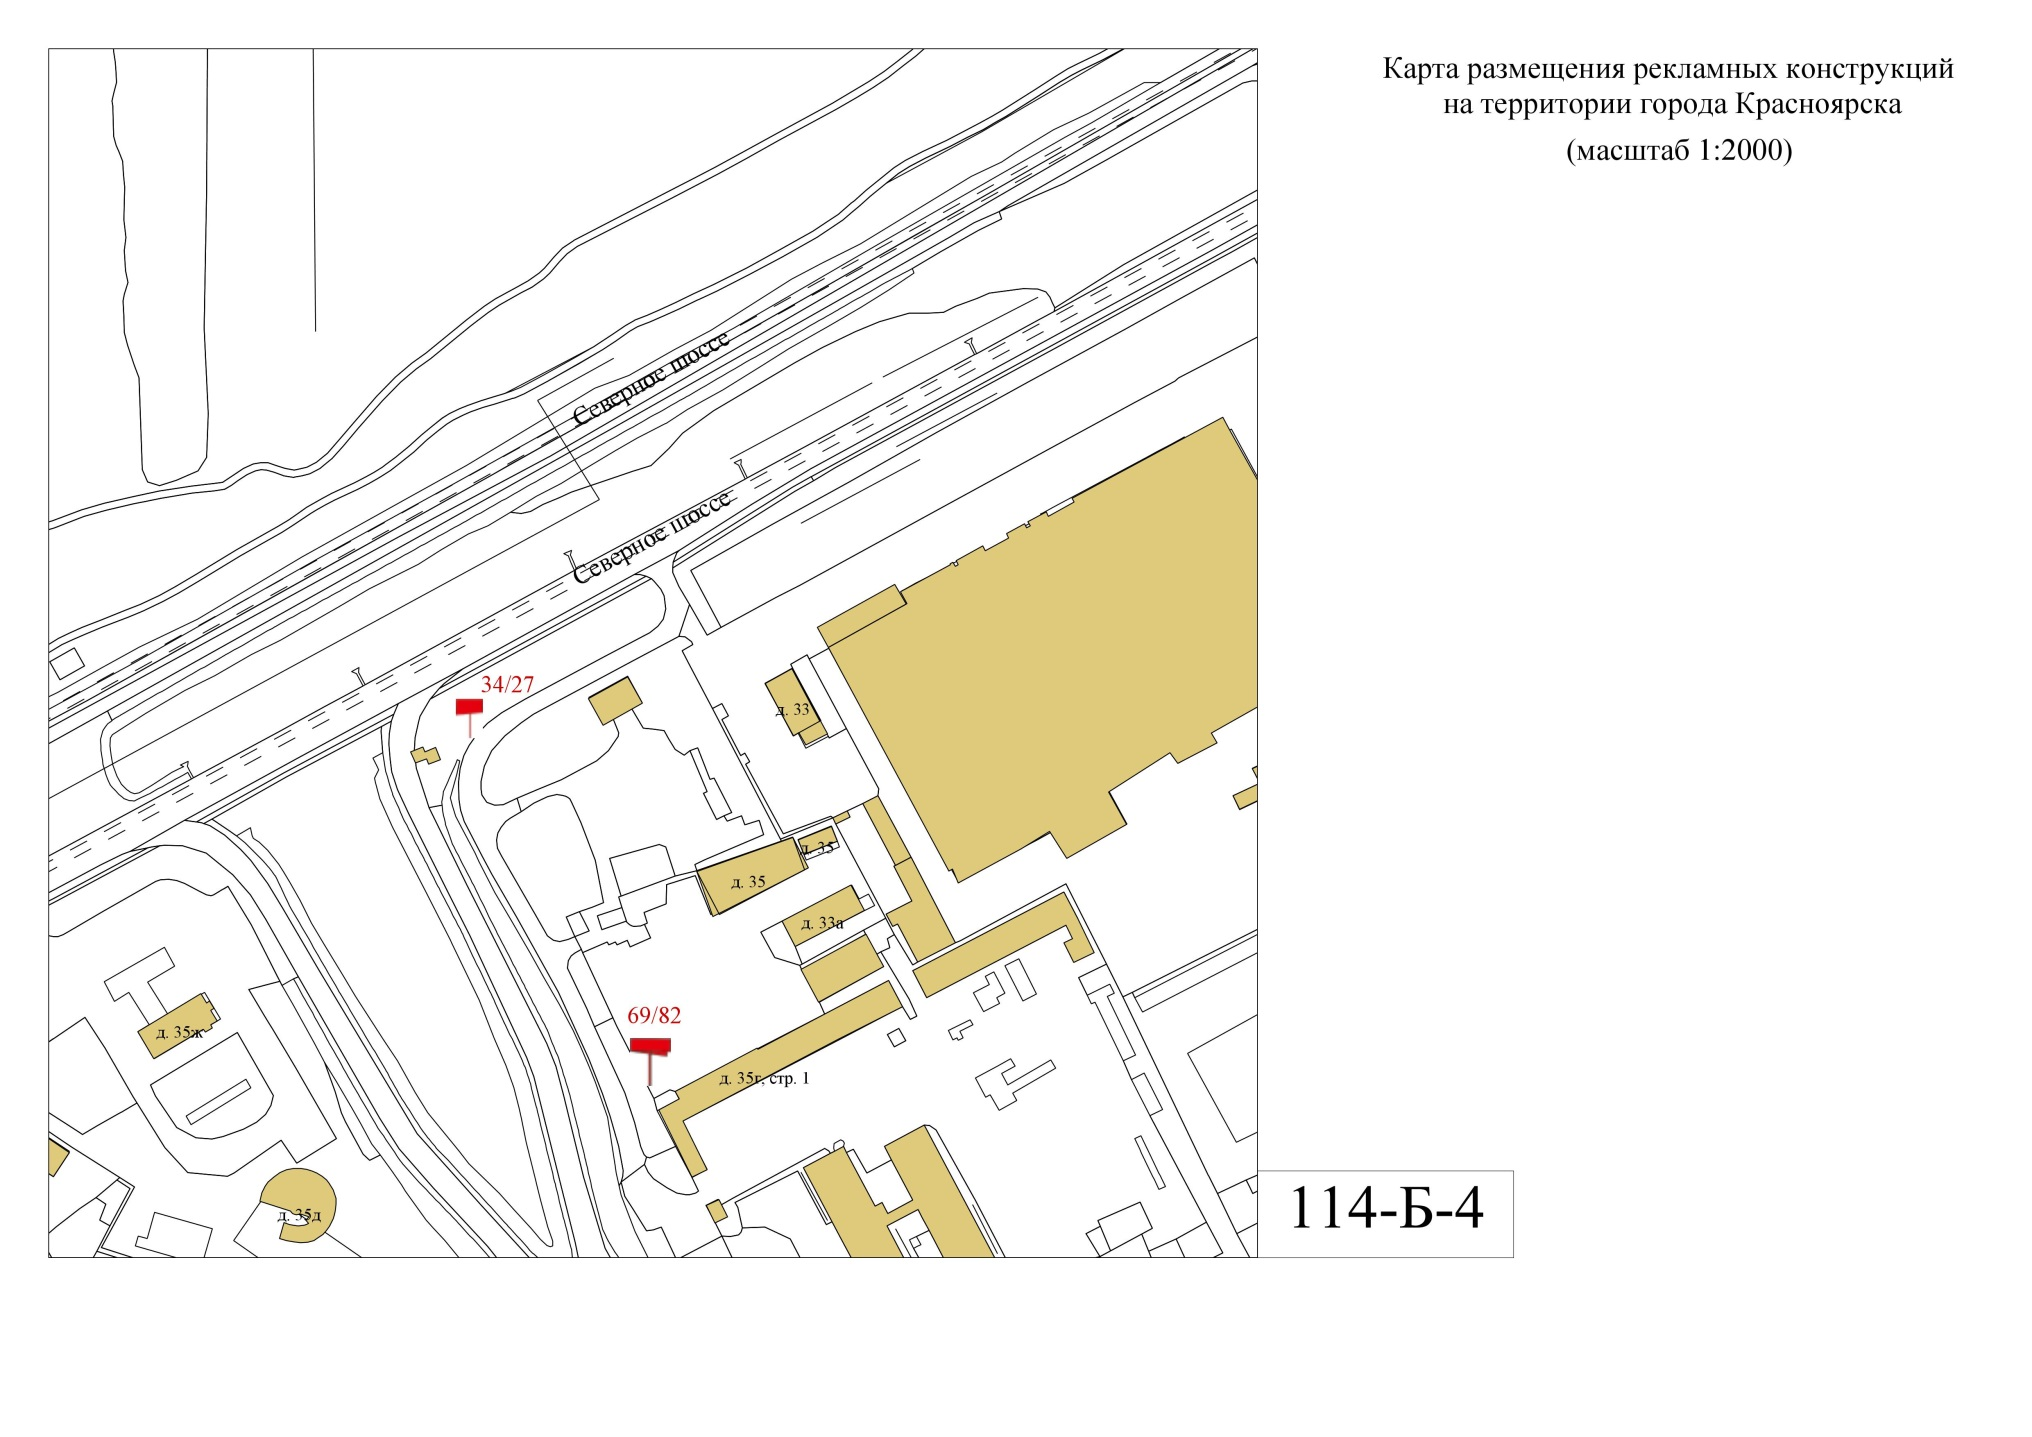 Карта размещения рекламных конструкций
на территории города Красноярска
(масштаб 1:2000)
Северное шоссе
Северное шоссе
34/27
д. 33
д. 35
д. 35
д. 33а
69/82
д. 35ж
д. 35г, стр. 1
д. 35д
114-Б-4